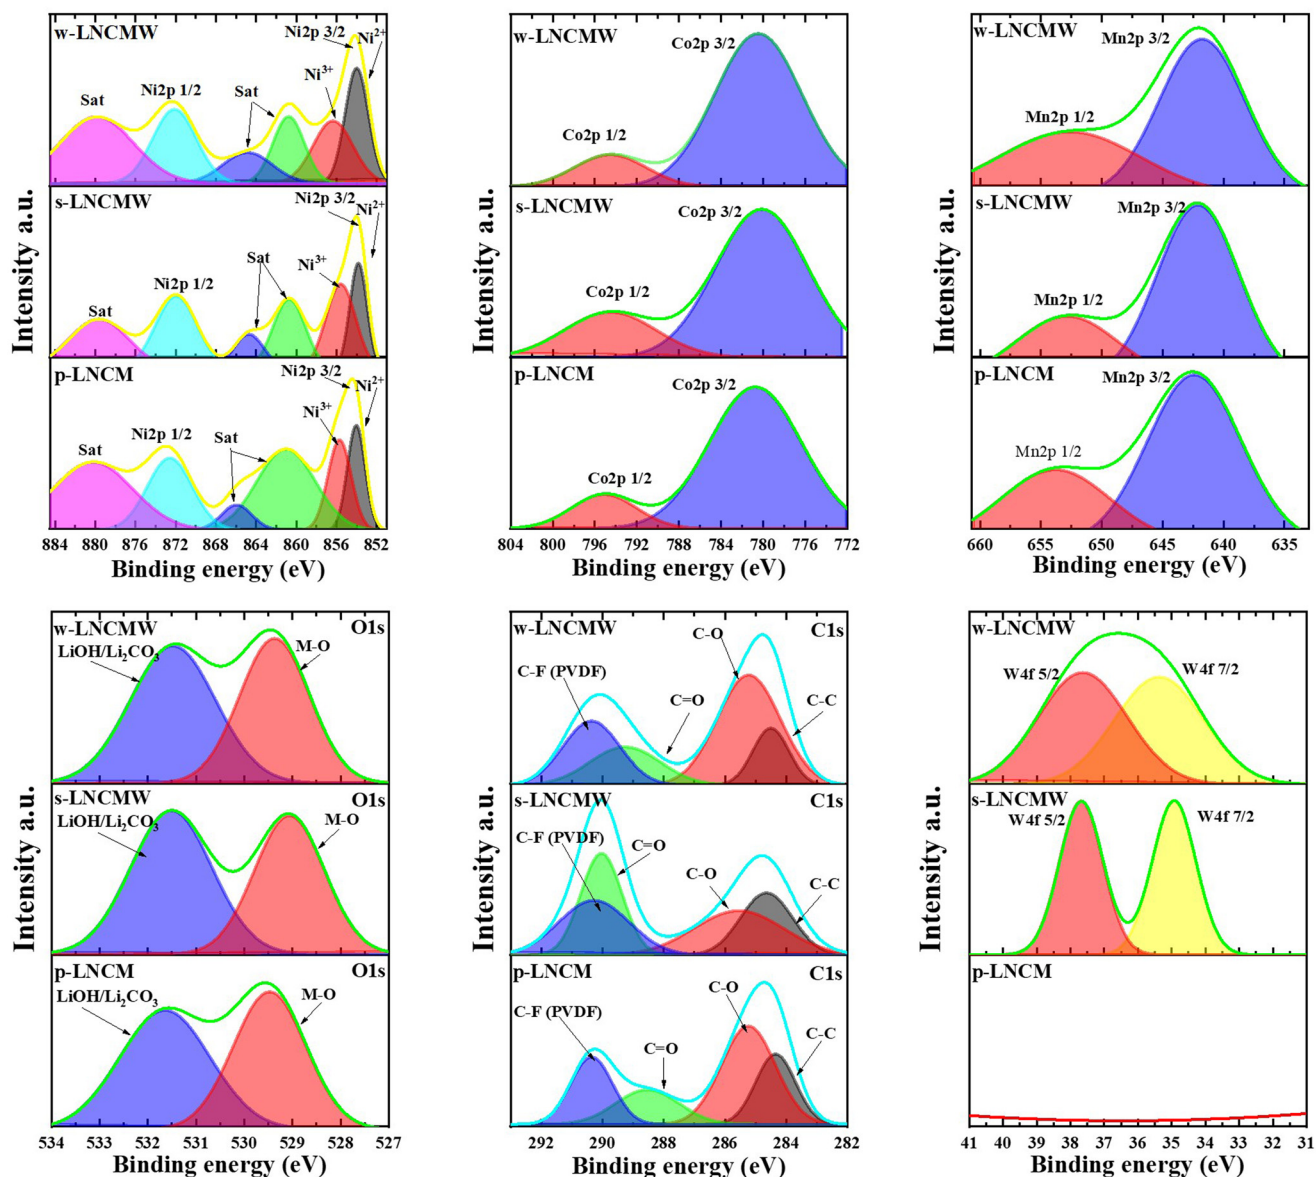 w-LNCMW
Ni2p 3/2
Ni²⁺
Ni³⁺
Ni2p 1/2
Sat
Sat
s-LNCMW
Ni2p 3/2
Ni²⁺
Ni³⁺
Sat
Ni2p 1/2
Sat
p-LNCM
Ni2p 3/2
Ni²⁺
Ni³⁺
Ni2p 1/2
Sat
Sat
Intensity a.u.
884 880 876 872 868 864 860 856 852
Binding energy (eV)
w-LNCMW
Co2p 3/2
Co2p 1/2
s-LNCMW
Co2p 3/2
Co2p 1/2
p-LNCM
Co2p 3/2
Co2p 1/2
Intensity a.u.
804 800 796 792 788 784 780 776 772
Binding energy (eV)
w-LNCMW
Mn2p 3/2
Mn2p 1/2
s-LNCMW
Mn2p 3/2
Mn2p 1/2
p-LNCM
Mn2p 3/2
Mn2p 1/2
Intensity a.u.
660 655 650 645 640 635
Binding energy (eV)
w-LNCMW
O1s
LiOH/Li₂CO₃
M-O
s-LNCMW
O1s
LiOH/Li₂CO₃
M-O
p-LNCM
O1s
LiOH/Li₂CO₃
M-O
Intensity a.u.
534 533 532 531 530 529 528 527
Binding energy (eV)
w-LNCMW
C1s
C-O
C-F (PVDF)
C=O
C-C
s-LNCMW
C1s
C-F (PVDF)
C=O
C-O
C-C
p-LNCM
C1s
C-O
C-F (PVDF)
C=O
C-C
Intensity a.u.
292 290 288 286 284 282
Binding energy (eV)
w-LNCMW
W4f 5/2
W4f 7/2
s-LNCMW
W4f 5/2
W4f 7/2
p-LNCM
Intensity a.u.
41 40 39 38 37 36 35 34 33 32 31
Binding energy (eV)